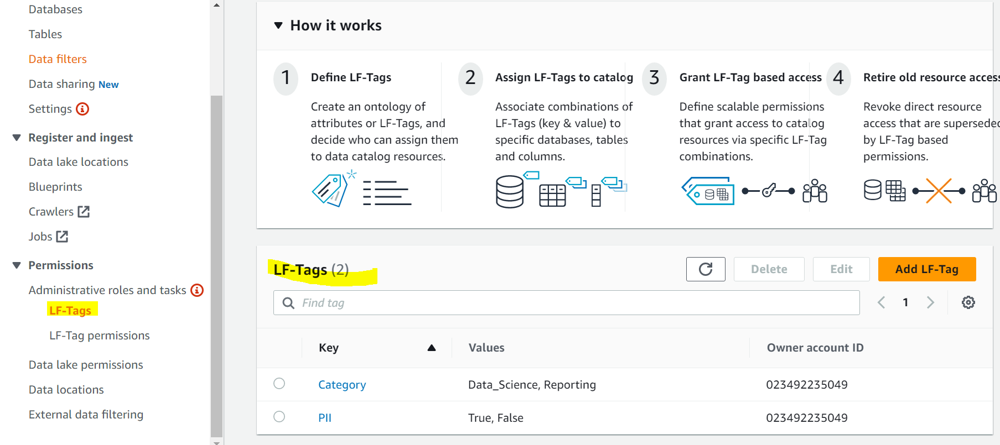 Databases
Tables
Data filters
Data sharing New
Settings
Register and ingest
Data lake locations
Blueprints
Crawlers
Jobs
Permissions
Administrative roles and tasks
LF-Tags
LF-Tag permissions
Data lake permissions
Data locations
External data filtering
How it works
1
Define LF-Tags
Create an ontology of
attributes or LF-Tags, and
decide who can assign them
to data catalog resources.
2
Assign LF-Tags to catalog
Associate combinations of
LF-Tags (key & value) to
specific databases, tables
and columns.
3
Grant LF-Tag based access
Define scalable permissions
that grant access to catalog
resources via specific LF-Tag
combinations.
4
Retire old resource access
Revoke direct resource
access that are superseded
by LF-Tag based
permissions.
LF-Tags (2)
Delete
Edit
Add LF-Tag
Find tag
1
Key Values Owner account ID
Category Data_Science, Reporting 023492235049
PII True, False 023492235049